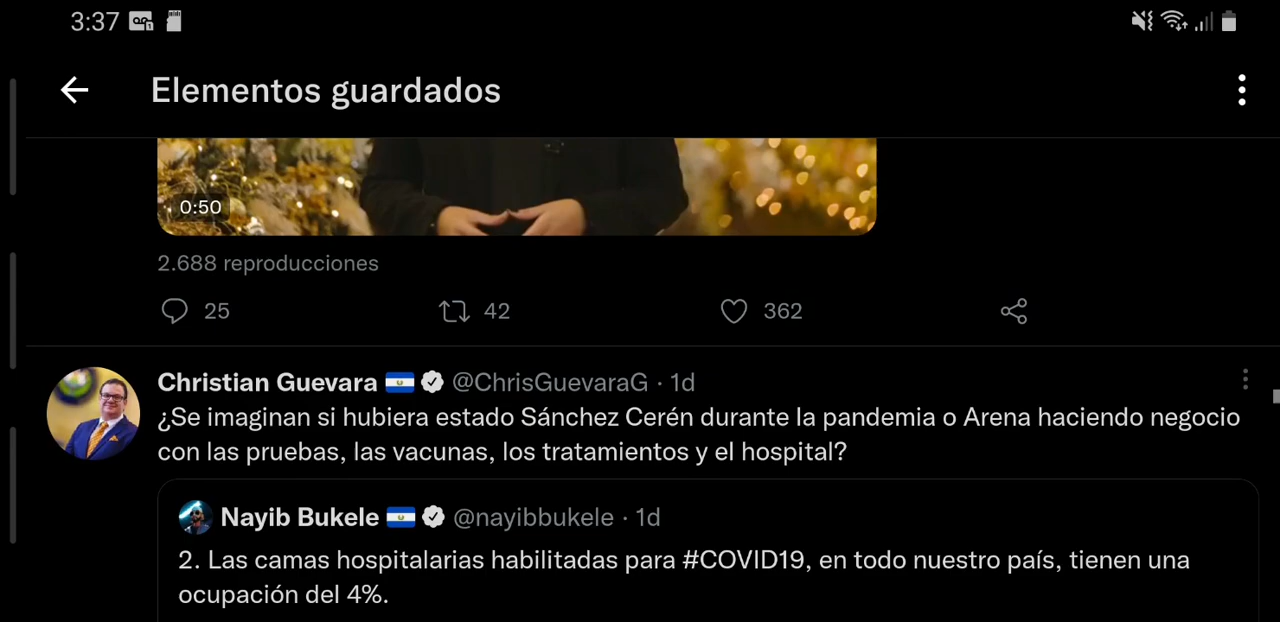 3:37
Elementos guardados
0:50
2.688 reproducciones
25 42 362
Christian Guevara @ChrisGuevaraG · 1d
¿Se imaginan si hubiera estado Sánchez Cerén durante la pandemia o Arena haciendo negocio
con las pruebas, las vacunas, los tratamientos y el hospital?
Nayib Bukele @nayibbukele · 1d
2. Las camas hospitalarias habilitadas para #COVID19, en todo nuestro país, tienen una
ocupación del 4%.